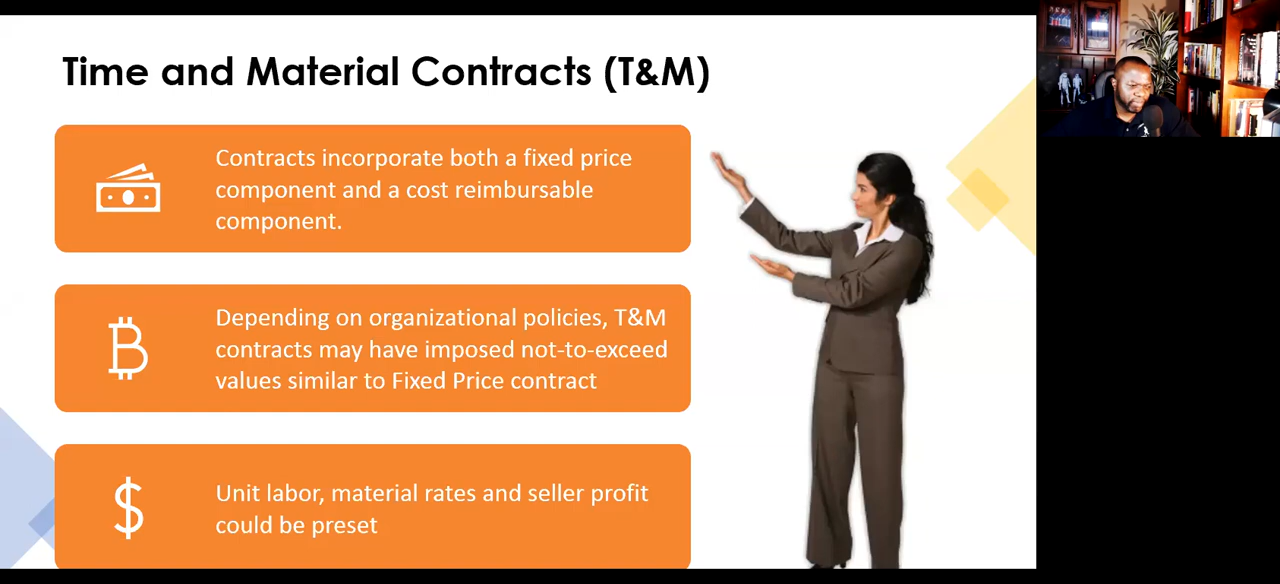 Time and Material Contracts (T&M)
Contracts incorporate both a fixed price
component and a cost reimbursable
component.
Depending on organizational policies, T&M
contracts may have imposed not-to-exceed
values similar to Fixed Price contract
Unit labor, material rates and seller profit
could be preset